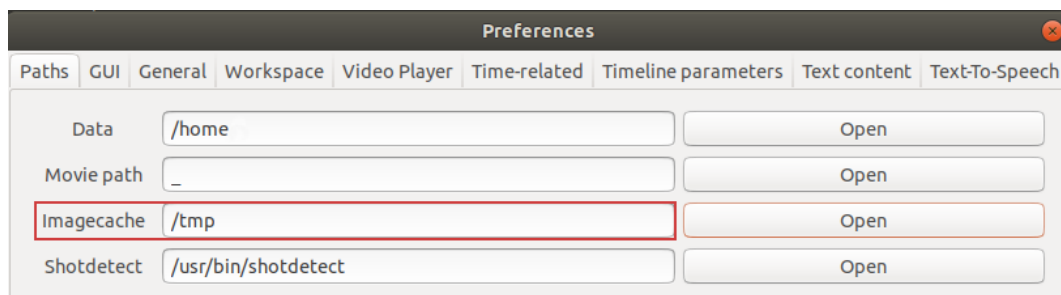 Preferences
Paths GUI General Workspace Video Player Time-related Timeline parameters Text content Text-To-Speech
Data /home Open
Movie path _ Open
Imagecache /tmp Open
Shotdetect /usr/bin/shotdetect Open